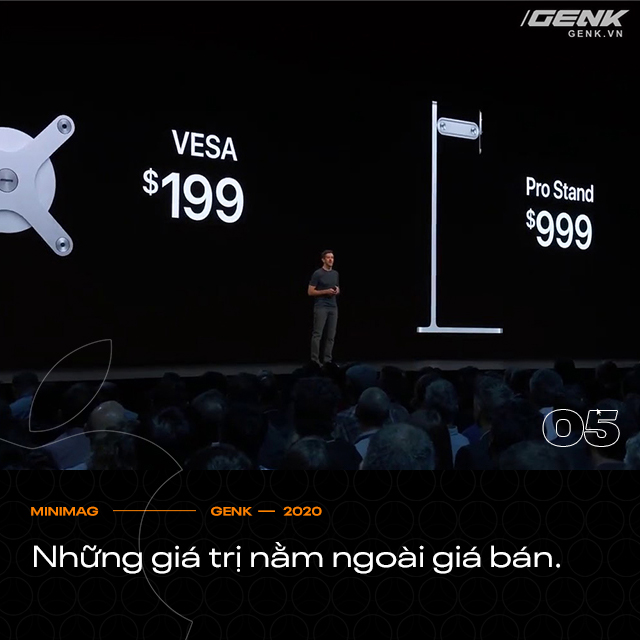 GENK
GENK.VN
VESA
$199
Pro Stand
$999
05
MINIMAG — GENK — 2020
Những giá trị nằm ngoài giá bán.